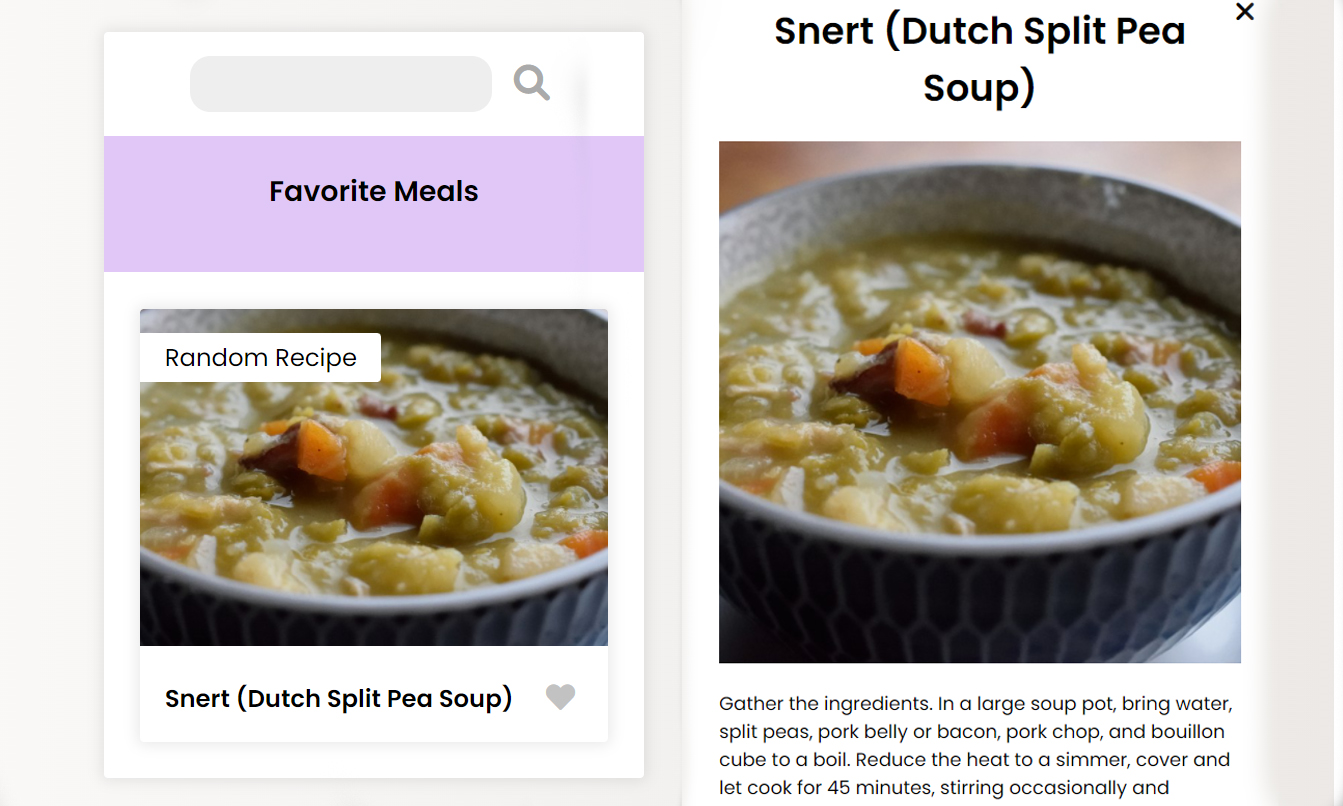 Favorite Meals
Random Recipe
Snert (Dutch Split Pea Soup)
Snert (Dutch Split Pea
Soup)
Gather the ingredients. In a large soup pot, bring water,
split peas, pork belly or bacon, pork chop, and bouillon
cube to a boil. Reduce the heat to a simmer, cover and
let cook for 45 minutes, stirring occasionally and